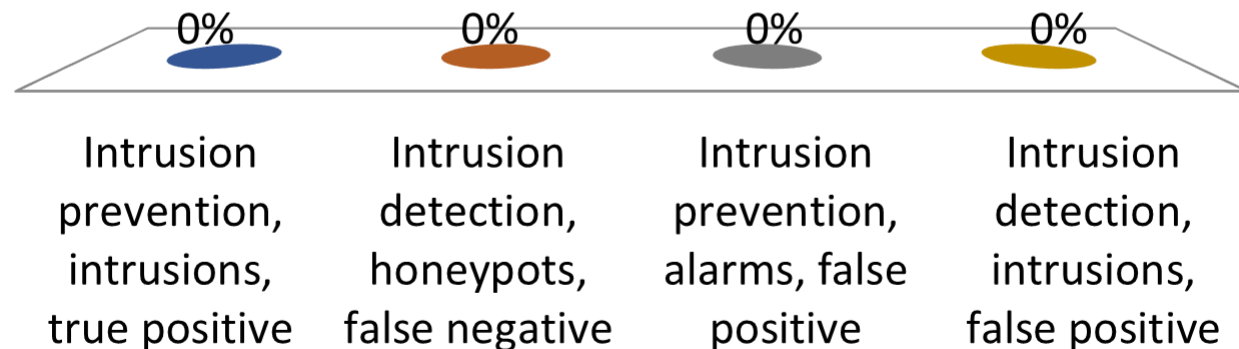 0% 0% 0% 0%
Intrusion
prevention,
intrusions,
true positive
Intrusion
detection,
honeypots,
false negative
Intrusion
prevention,
alarms, false
positive
Intrusion
detection,
intrusions,
false positive